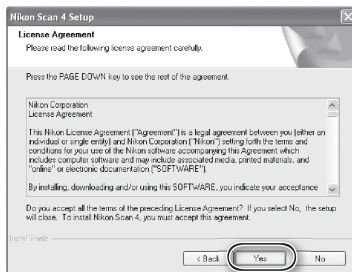 Nikon Scan 4 Setup
License Agreement
Please read the following license agreement carefully.
Press the PAGE DOWN key to see the rest of the agreement.
Nikon Corporation
License Agreement
This Nikon License Agreement ("Agreement") is a legal agreement between you (either an
individual or single entity) and Nikon Corporation ("Nikon") setting forth the terms and
conditions for your use of the Nikon software accompanying this Agreement which
includes computer software and may include associated media, printed materials, and
"online" or electronic documentation ("SOFTWARE").
By installing, downloading and/or using this SOFTWARE, you indicate your acceptance
Do you accept all the terms of the preceding License Agreement? If you select No, the setup
will close. To install Nikon Scan 4, you must accept this agreement.
InstallShield
< Back Yes No